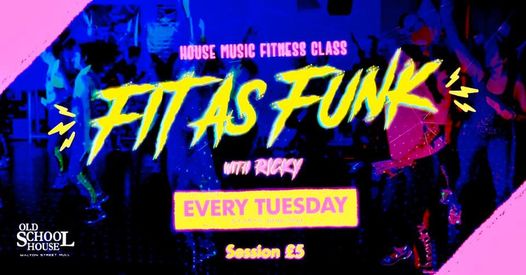 HOUSE MUSIC FITNESS CLASS
FIT AS FUNK
WITH RICKY
EVERY TUESDAY
Session £5
OLD
SCHOOL
HOUSE
WALTON STREET HULL